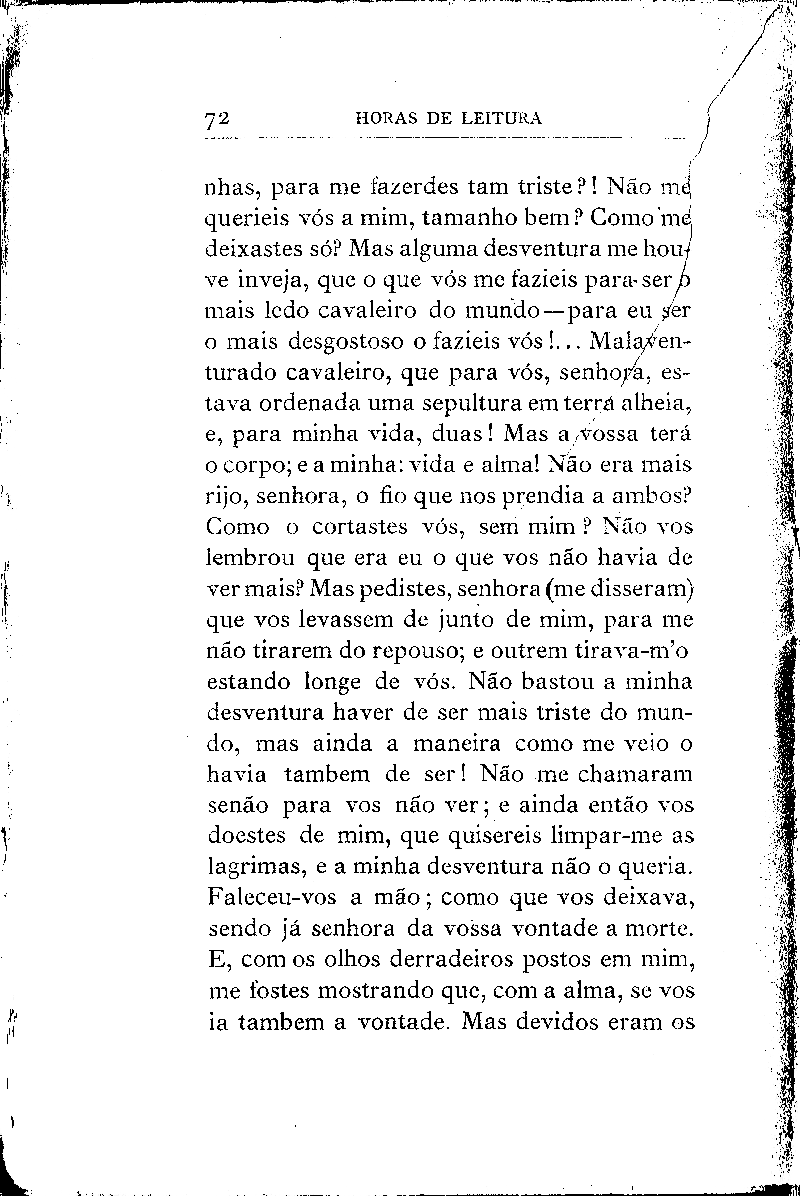 72 HORAS DE LEITURA
nhas, para me fazerdes tam triste?! Não me
querieis vós a mim, tamanho bem? Como me
deixastes só? Mas alguma desventura me hou-
ve inveja, que o que vós me fazieis para ser o
mais ledo cavaleiro do mundo—para eu ser
o mais desgostoso o fazieis vós!... Malaven-
turado cavaleiro, que para vós, senhora, es-
tava ordenada uma sepultura em terra alheia,
e, para minha vida, duas! Mas a vossa terá
o corpo; e a minha: vida e alma! Não era mais
rijo, senhora, o fio que nos prendia a ambos?
Como o cortastes vós, sem mim? Não vos
lembrou que era eu o que vos não havia de
ver mais? Mas pedistes, senhora (me disseram)
que vos levassem de junto de mim, para me
não tirarem do repouso; e outrem tirava-m'o
estando longe de vós. Não bastou a minha
desventura haver de ser mais triste do mun-
do, mas ainda a maneira como me veio o
havia tambem de ser! Não me chamaram
senão para vos não ver; e ainda então vos
doestes de mim, que quisereis limpar-me as
lagrimas, e a minha desventura não o queria.
Faleceu-vos a mão; como que vos deixava,
sendo já senhora da vossa vontade a morte.
E, com os olhos derradeiros postos em mim,
me fostes mostrando que, com a alma, se vos
ia tambem a vontade. Mas devidos eram os